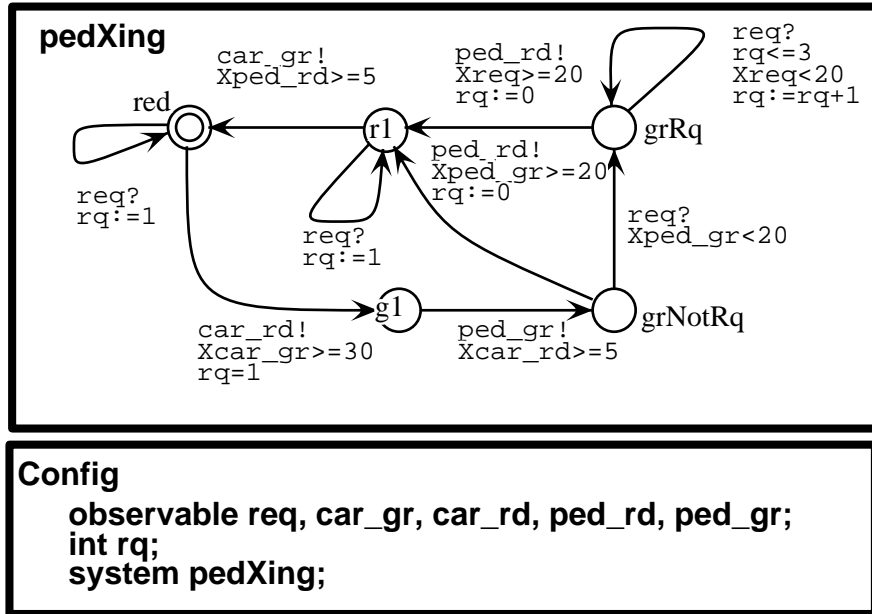 pedXing
car_gr!
Xped_rd>=5
ped_rd!
Xreq>=20
rq:=0
req?
rq<=3
Xreq<20
rq:=rq+1
red
r1
grRq
req?
rq:=1
ped_rd!
Xped_gr>=20
rq:=0
req?
rq:=1
req?
Xped_gr<20
g1
grNotRq
car_rd!
Xcar_gr>=30
rq=1
ped_gr!
Xcar_rd>=5
Config
observable req, car_gr, car_rd, ped_rd, ped_gr;
int rq;
system pedXing;